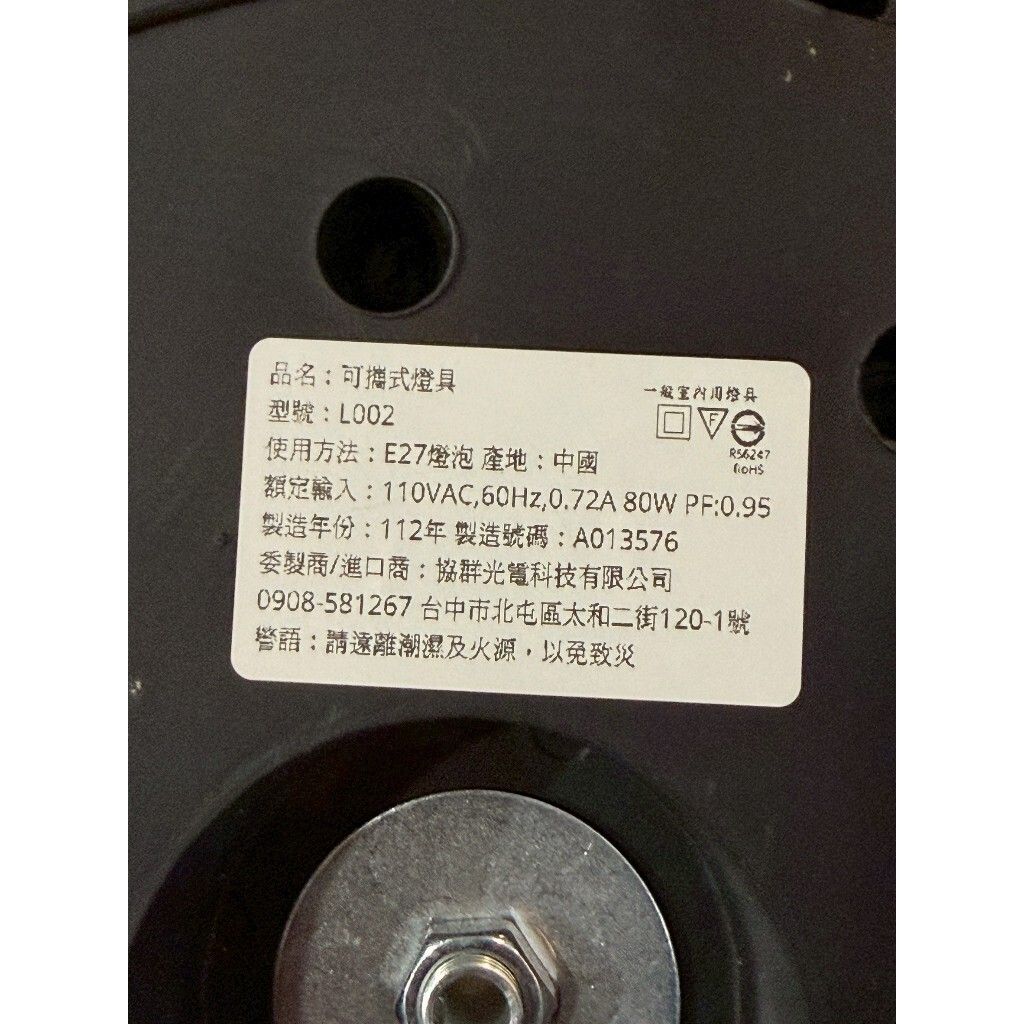 品名：可攜式燈具
一般室內用燈具
型號：L002
F
R56247
RoHS
使用方法：E27燈泡 產地：中國
額定輸入：110VAC,60Hz,0.72A 80W PF:0.95
製造年份：112年 製造號碼：A013576
委製商/進口商：協群光電科技有限公司
0908-581267 台中市北屯區太和二街120-1號
警語：請遠離潮濕及火源，以免致災